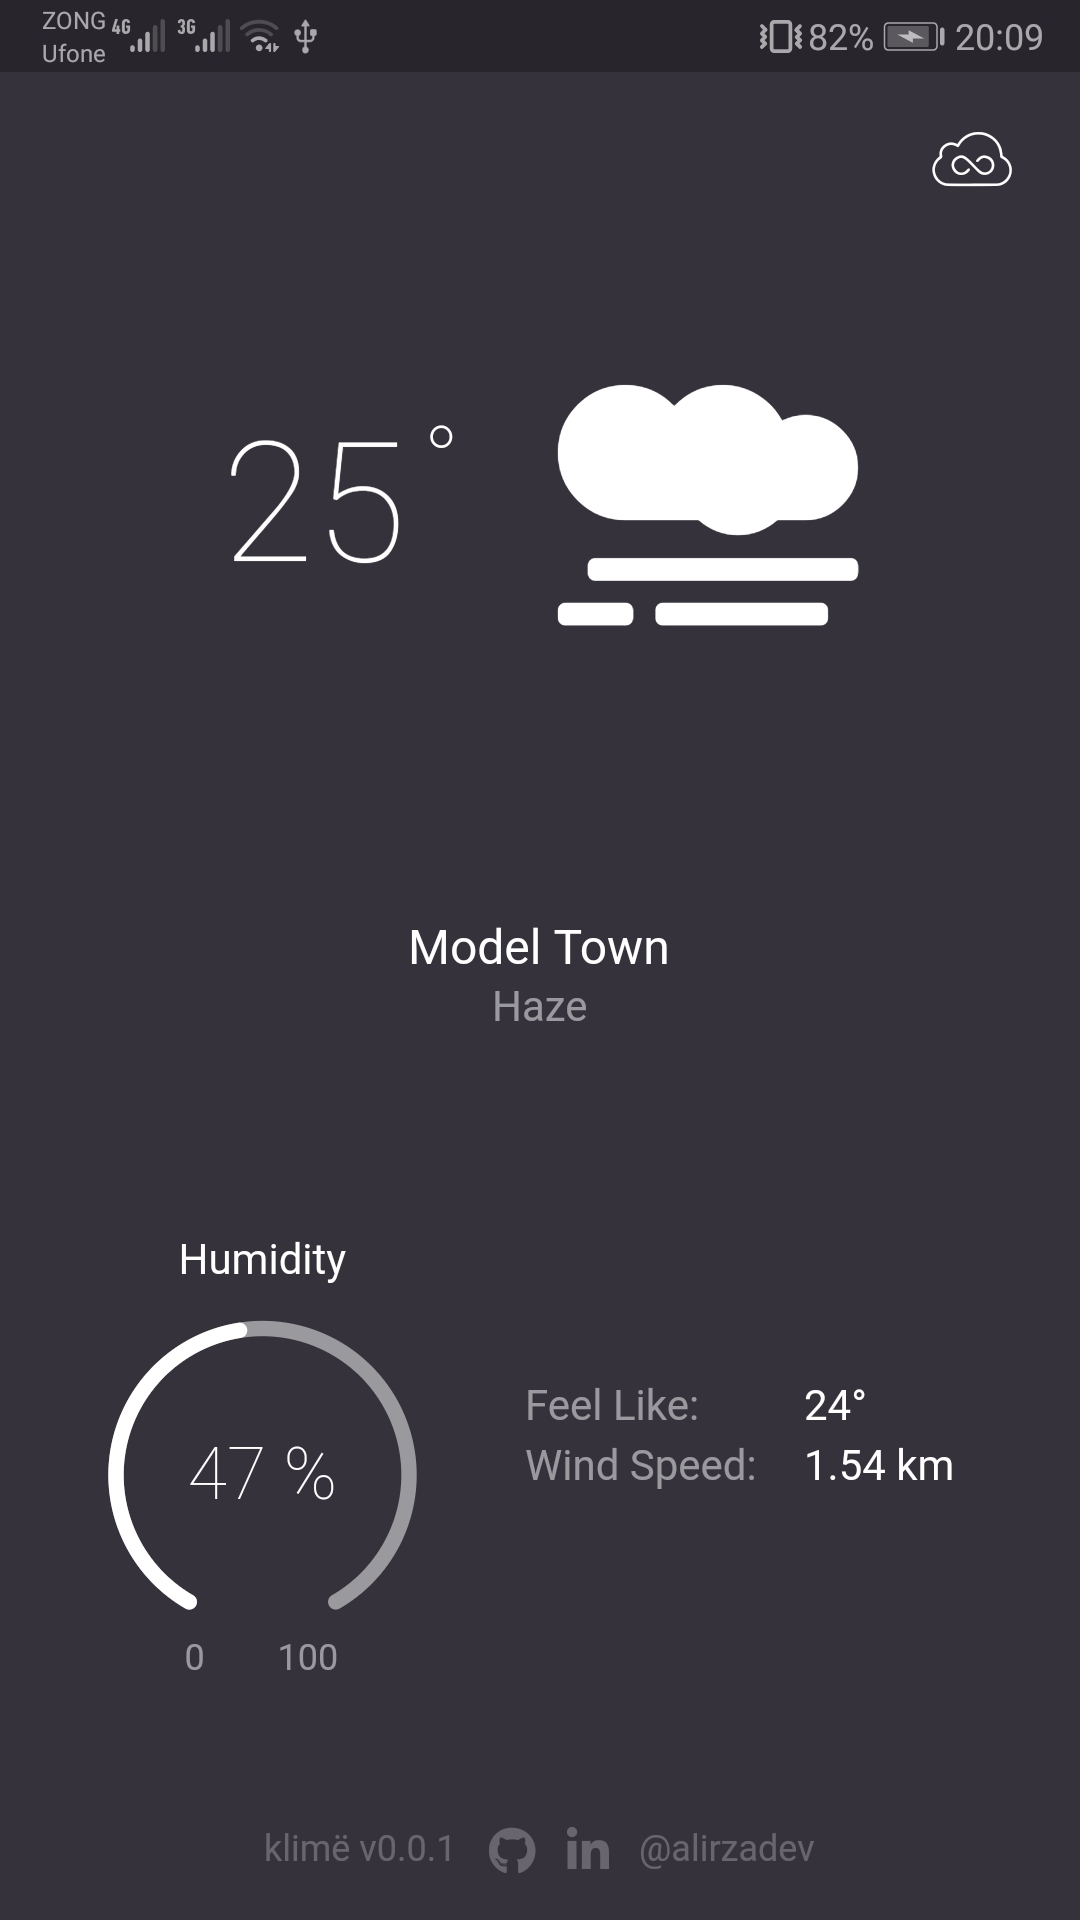 ZONG 4G 3G 82% 20:09
Ufone
25°
Model Town
Haze
Humidity
47 %
0 100
Feel Like: 24°
Wind Speed: 1.54 km
klimë v0.0.1 in @alirzadev